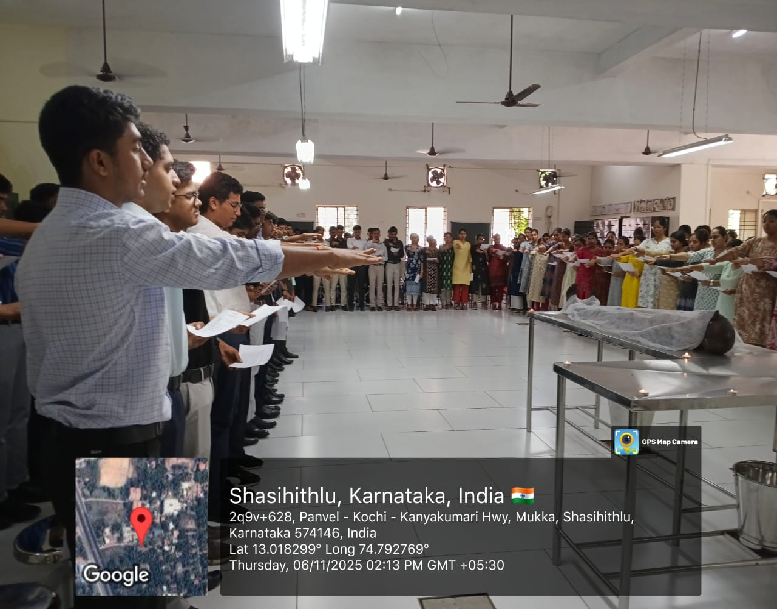 GPS Map Camera
Shasihithlu, Karnataka, India
2q9v+628, Panvel - Kochi - Kanyakumari Hwy, Mukka, Shasihithlu,
Karnataka 574146, India
Lat 13.018299° Long 74.792769°
Thursday, 06/11/2025 02:13 PM GMT +05:30
Google